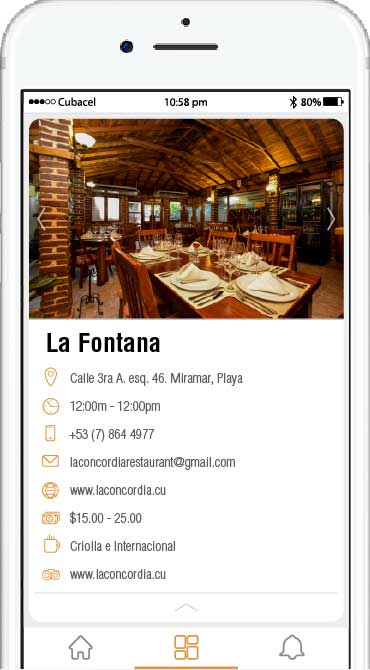 Cubacel 10:58 pm 80%
La Fontana
Calle 3ra A. esq. 46. Miramar, Playa
12:00m - 12:00pm
+53 (7) 864 4977
laconcordiarestaurant@gmail.com
www.laconcordia.cu
$15.00 - 25.00
Criolla e Internacional
www.laconcordia.cu